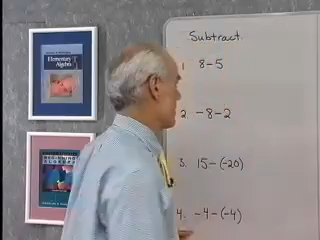 Elementary
Algebra
BEGINNING
ALGEBRA
Subtract
1 8-5
2 -8-2
3. 15-(-20)
4. -4-(-4)